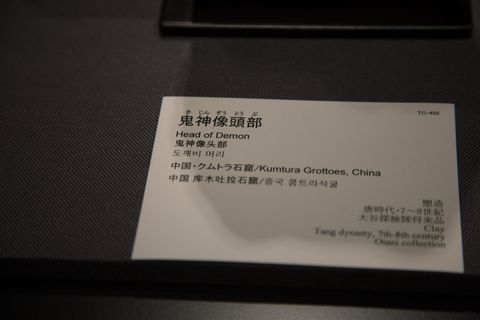 TC-455
き じん ぞう とう ぶ
鬼神像頭部
Head of Demon
鬼神像头部
도깨비 머리
中国・クムトラ石窟/Kumtura Grottoes, China
中国 库木吐拉石窟/중국 쿰트라석굴
塑造
唐時代・7～8世紀
大谷探検隊将来品
Clay
Tang dynasty, 7th-8th century
Otani collection